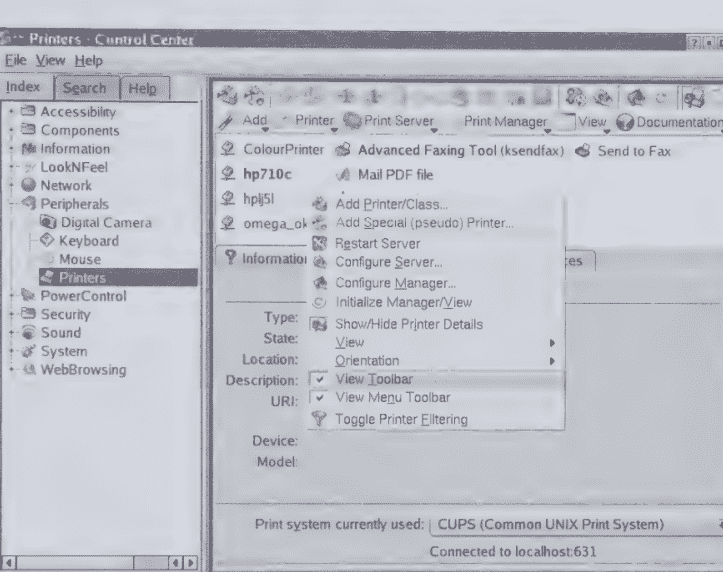 Printers - Control Center
File View Help
Index Search Help
Accessibility
Components
Information
LookNFeel
Network
Peripherals
Digital Camera
Keyboard
Mouse
Printers
PowerControl
Security
Sound
System
WebBrowsing
Add Printer Print Server Print Manager View Documentation
ColourPrinter Advanced Faxing Tool (ksendfax) Send to Fax
hp710c Mail PDF file
hplj5l
omega_ok
Add Printer/Class...
Add Special (pseudo) Printer...
Restart Server
Configure Server...
Configure Manager...
Initialize Manager/View
Show/Hide Printer Details
View
Orientation
View Toolbar
View Menu Toolbar
Toggle Printer Filtering
Information
Type:
State:
Location:
Description:
URI:
Device:
Model:
Print system currently used: CUPS (Common UNIX Print System)
Connected to localhost:631